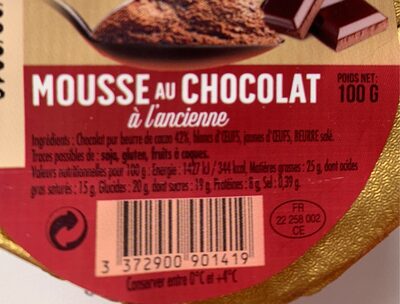 MOUSSE AU CHOCOLAT
à l'ancienne
POIDS NET:
100 G
Ingrédients : Chocolat pur beurre de cacao 42%, blancs d'ŒUFS, jaunes d'ŒUFS, BEURRE salé.
Traces possibles de : soja, gluten, fruits à coques.
Valeurs nutritionnelles pour 100 g : Energie : 1427 kJ / 344 kcal, Matières grasses : 25 g, dont acides
gras saturés : 15 g, Glucides : 20 g, dont sucres : 19 g, Protéines : 8 g, Sel : 0,39 g.
FR
22 258 002
CE
3 372900 901419
Conserver entre 0°C et +4°C